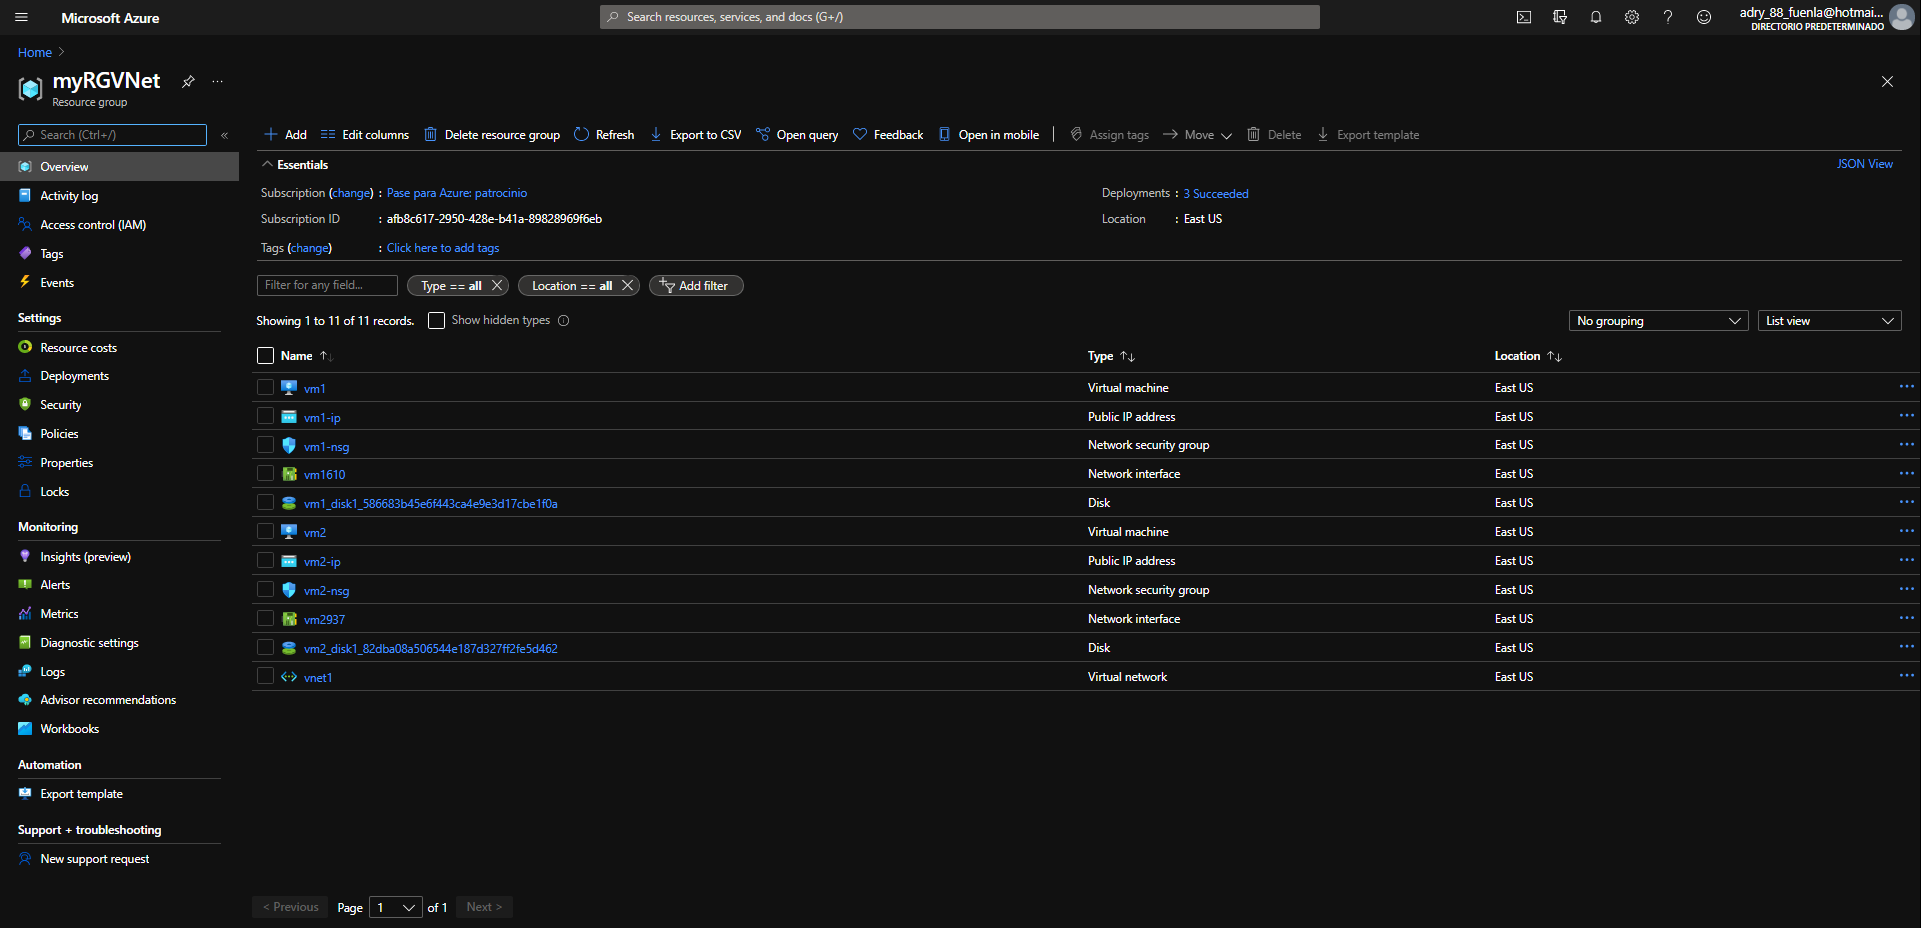 Microsoft Azure
Search resources, services, and docs (G+/)
adry_88_fuenla@hotmai...
DIRECTORIO PREDETERMINADO
Home
myRGVNet
Resource group
Search (Ctrl+/)
Overview
Activity log
Access control (IAM)
Tags
Events
Settings
Resource costs
Deployments
Security
Policies
Properties
Locks
Monitoring
Insights (preview)
Alerts
Metrics
Diagnostic settings
Logs
Advisor recommendations
Workbooks
Automation
Export template
Support + troubleshooting
New support request
Add Edit columns Delete resource group Refresh Export to CSV Open query Feedback Open in mobile Assign tags Move Delete Export template
Essentials JSON View
Subscription (change) : Pase para Azure: patrocinio Deployments : 3 Succeeded
Subscription ID : afb8c617-2950-428e-b41a-89828969f6eb Location : East US
Tags (change) : Click here to add tags
Filter for any field... Type == all Location == all Add filter
Showing 1 to 11 of 11 records. Show hidden types No grouping List view
Name Type Location
vm1 Virtual machine East US
vm1-ip Public IP address East US
vm1-nsg Network security group East US
vm1610 Network interface East US
vm1_disk1_586683b45e6f443ca4e9e3d17cbe1f0a Disk East US
vm2 Virtual machine East US
vm2-ip Public IP address East US
vm2-nsg Network security group East US
vm2937 Network interface East US
vm2_disk1_82dba08a506544e187d327ff2fe5d462 Disk East US
vnet1 Virtual network East US
< Previous Page 1 of 1 Next >